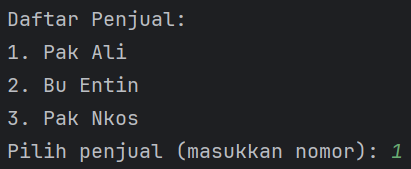 Daftar Penjual:
1. Pak Ali
2. Bu Entin
3. Pak Nkos
Pilih penjual (masukkan nomor): 1